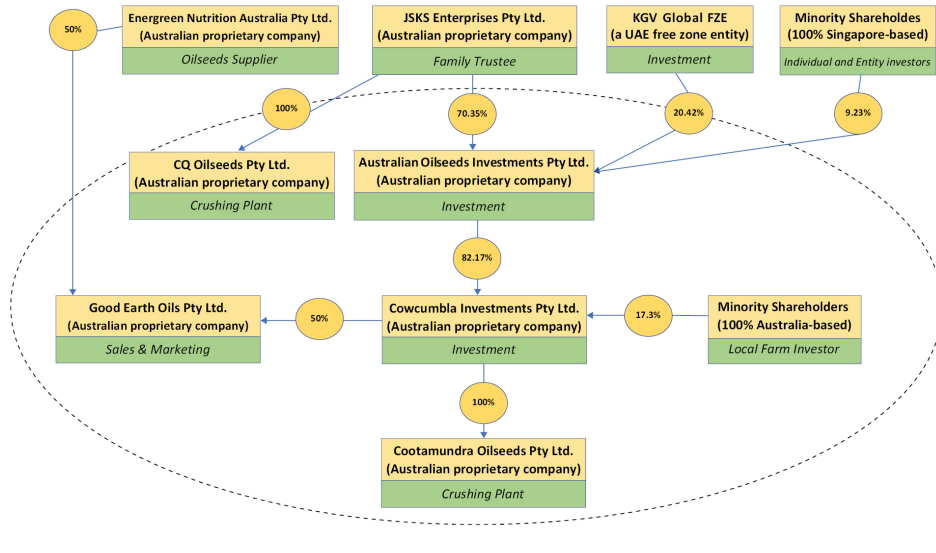 50%
Energreen Nutrition Australia Pty Ltd.
(Australian proprietary company)
Oilseeds Supplier
JSKS Enterprises Pty Ltd.
(Australian proprietary company)
Family Trustee
KGV Global FZE
(a UAE free zone entity)
Investment
Minority Shareholdes
(100% Singapore-based)
Individual and Entity investors
100%
70.35%
20.42%
9.23%
CQ Oilseeds Pty Ltd.
(Australian proprietary company)
Crushing Plant
Australian Oilseeds Investments Pty Ltd.
(Australian proprietary company)
Investment
82.17%
Good Earth Oils Pty Ltd.
(Australian proprietary company)
Sales & Marketing
50%
Cowcumbla Investments Pty Ltd.
(Australian proprietary company)
Investment
17.3%
Minority Shareholders
(100% Australia-based)
Local Farm Investor
100%
Cootamundra Oilseeds Pty Ltd.
(Australian proprietary company)
Crushing Plant